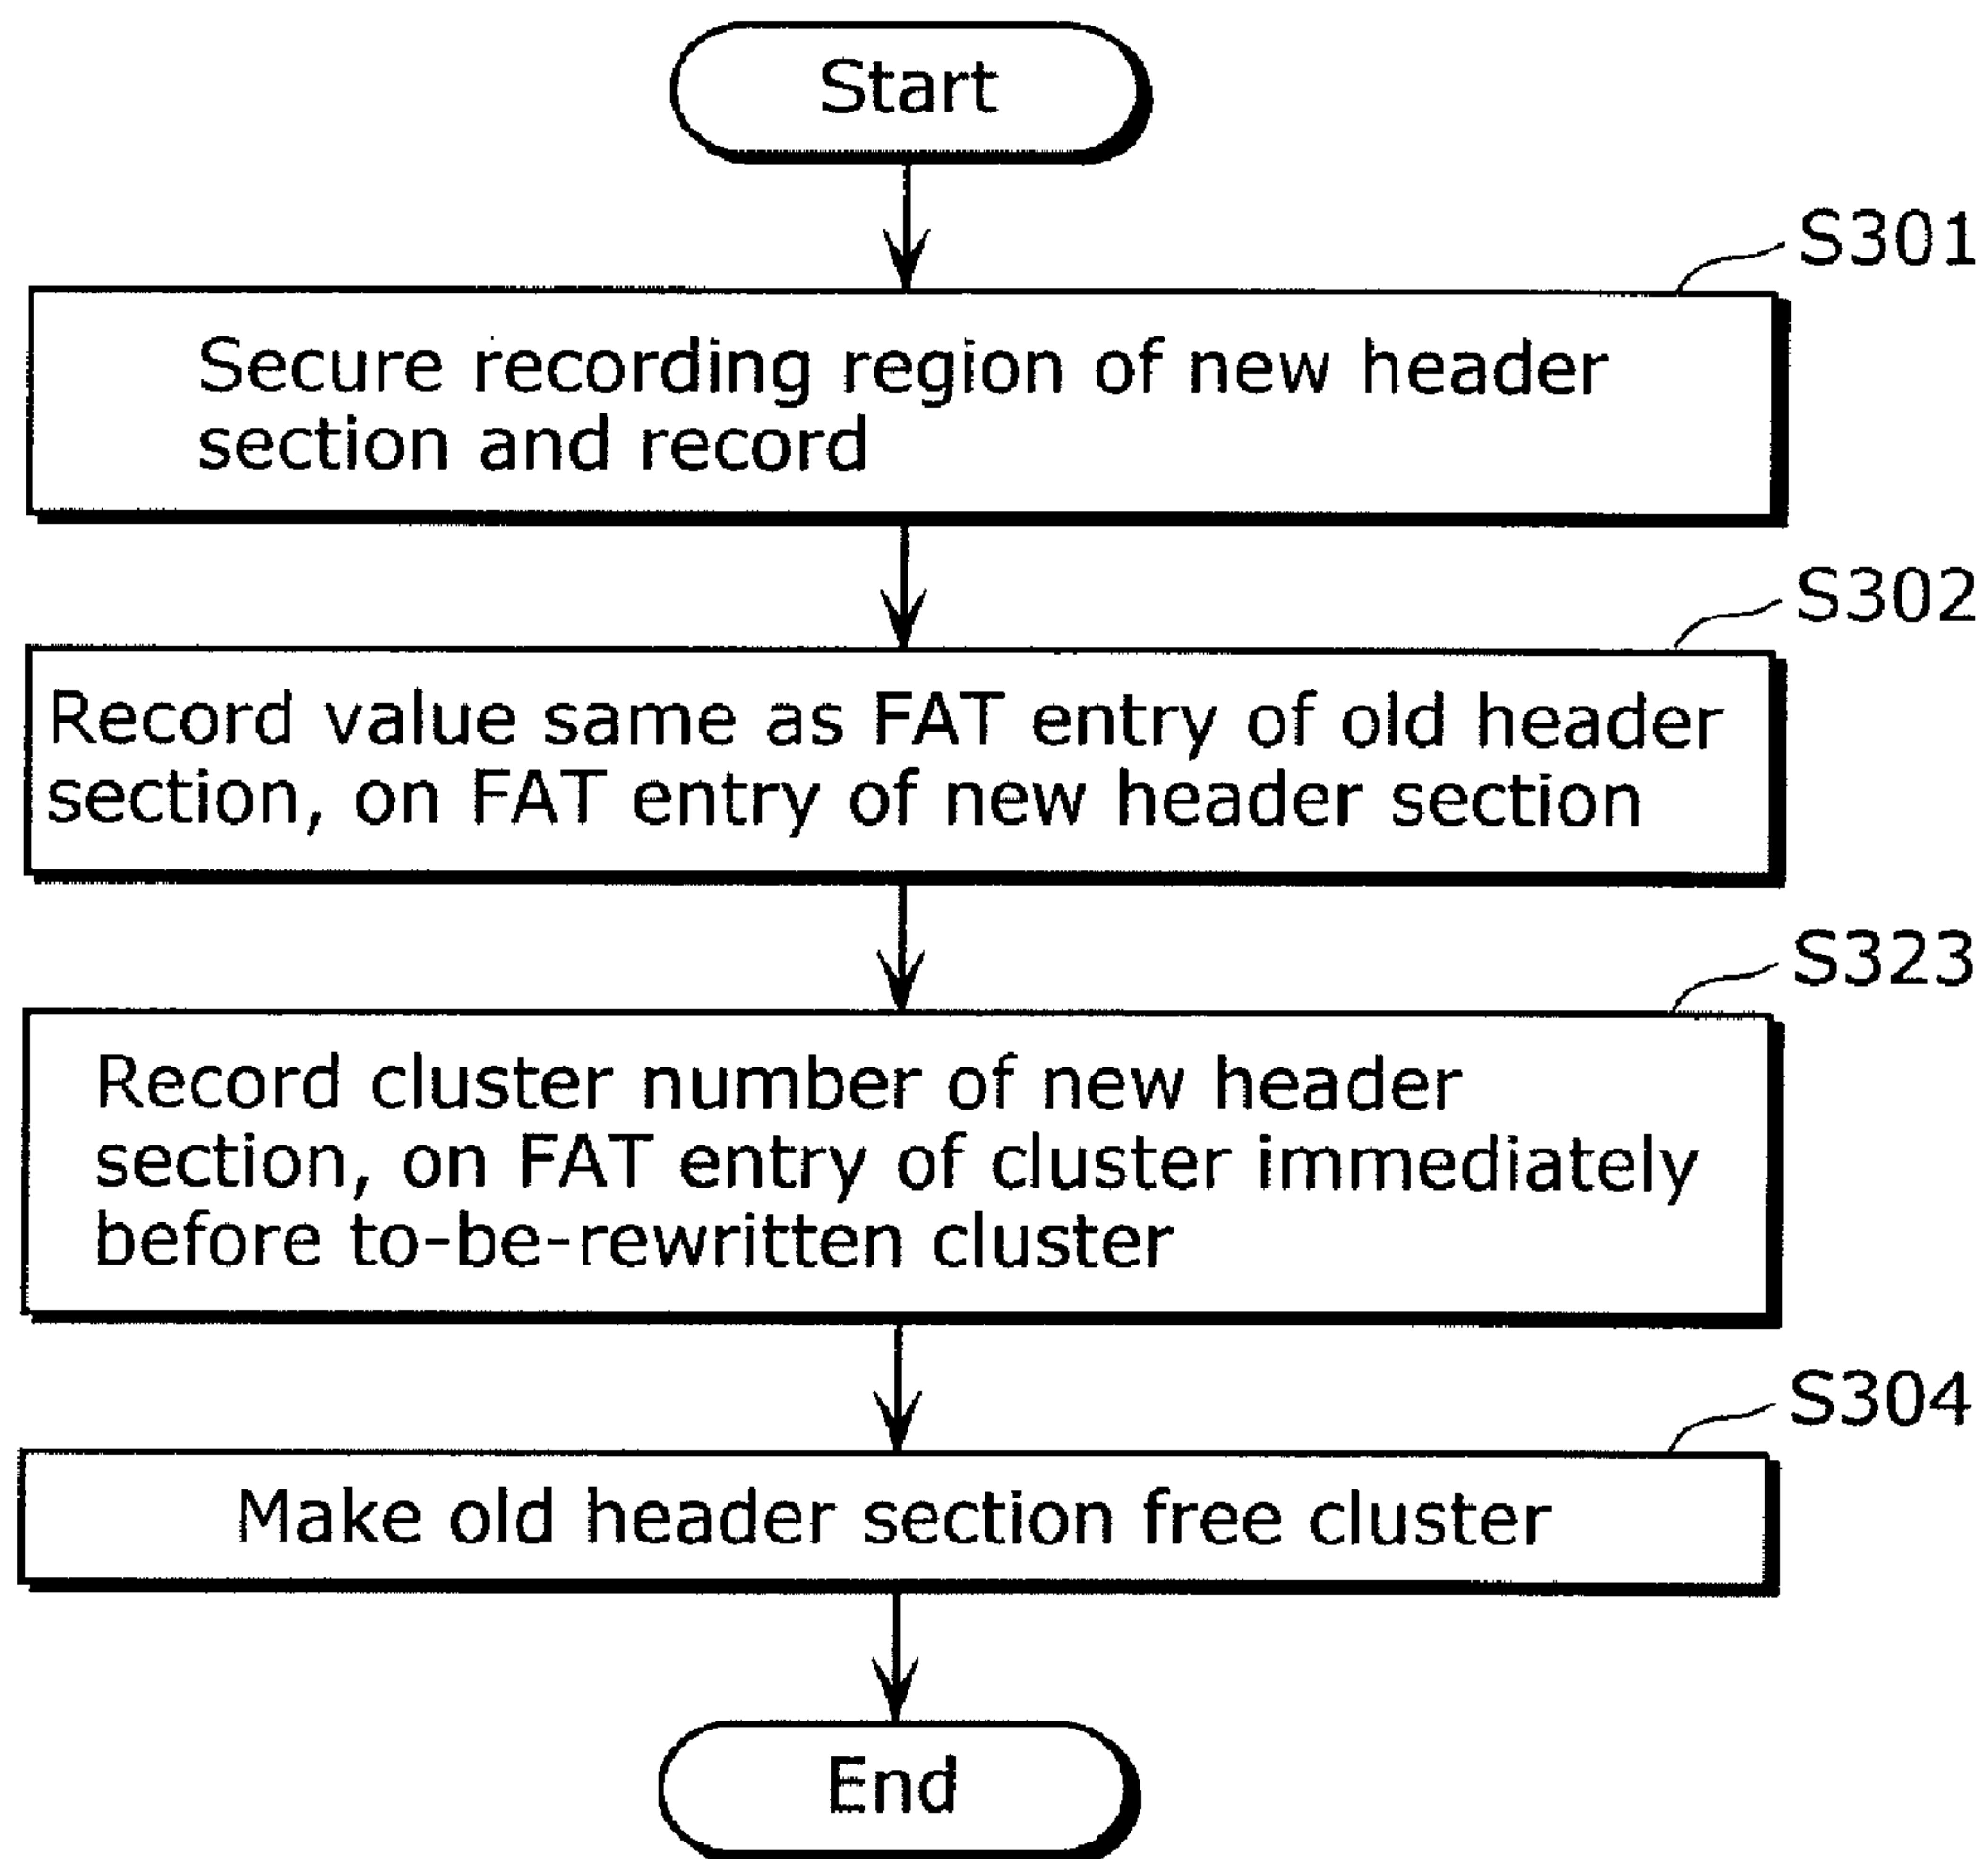 Start
S301
Secure recording region of new header
section and record
S302
Record value same as FAT entry of old header
section, on FAT entry of new header section
S323
Record cluster number of new header
section, on FAT entry of cluster immediately
before to-be-rewritten cluster
S304
Make old header section free cluster
End